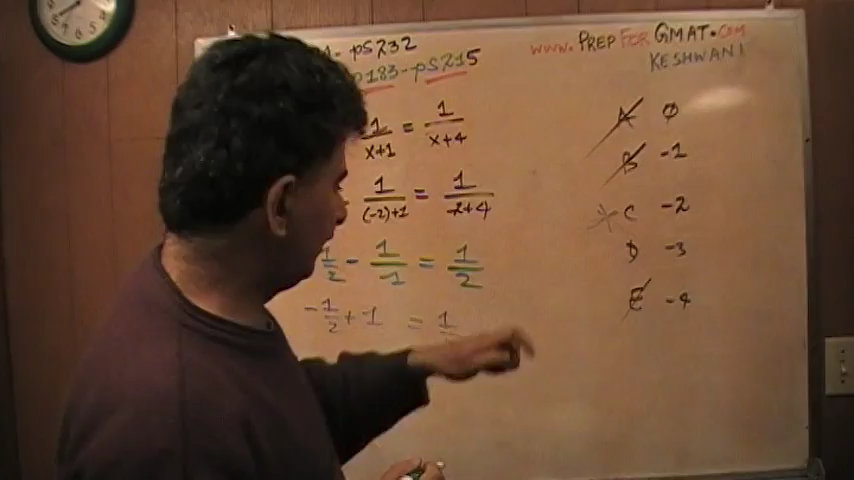 PS232
www.PREPFORGMAT.COM
p183--pS215
KESHWANI
1/x+1 = 1/x+4
A 0
B -1
1/(-2)+1 = 1/-2+4
C -2
1/2 - 1/-1 = 1/2
D -3
-1/2 + 1 = 1
E -4